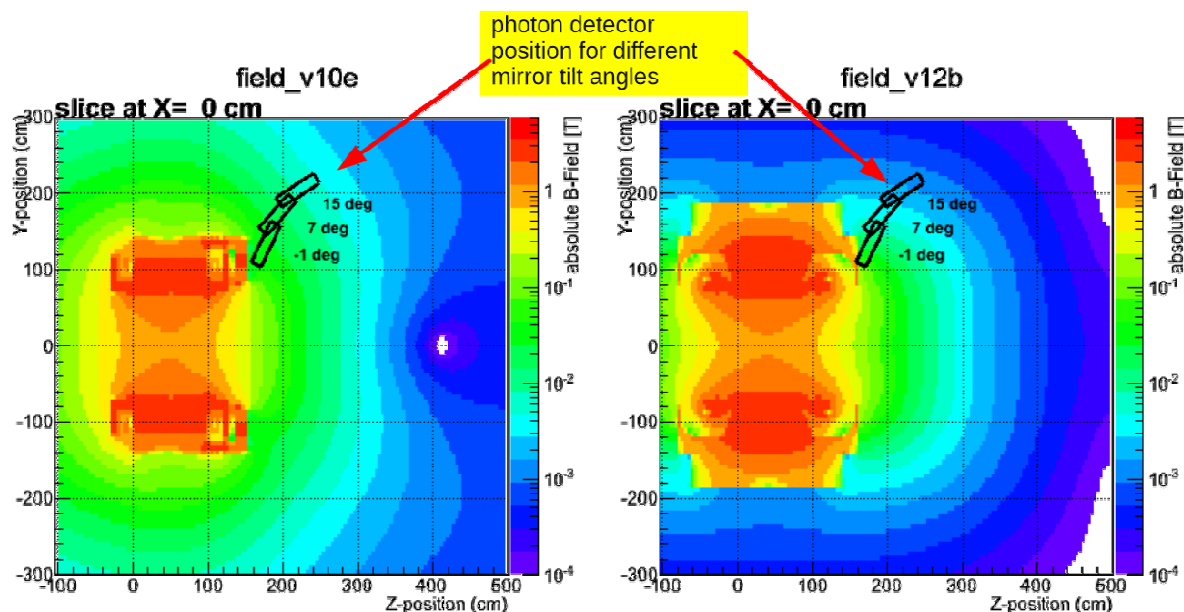 photon detector
position for different
mirror tilt angles
field_v10e
slice at X= 0 cm
Y-position (cm)
300
200
100
0
-100
-200
-300
-100
0
100
200
300
400
500
Z-position (cm)
15 deg
7 deg
-1 deg
absolute B-Field [T]
1
10-1
10-2
10-3
10-4
field_v12b
slice at X= 0 cm
Y-position (cm)
300
200
100
0
-100
-200
-300
-100
0
100
200
300
400
500
Z-position (cm)
15 deg
7 deg
-1 deg
absolute B-Field [T]
1
10-1
10-2
10-3
10-4